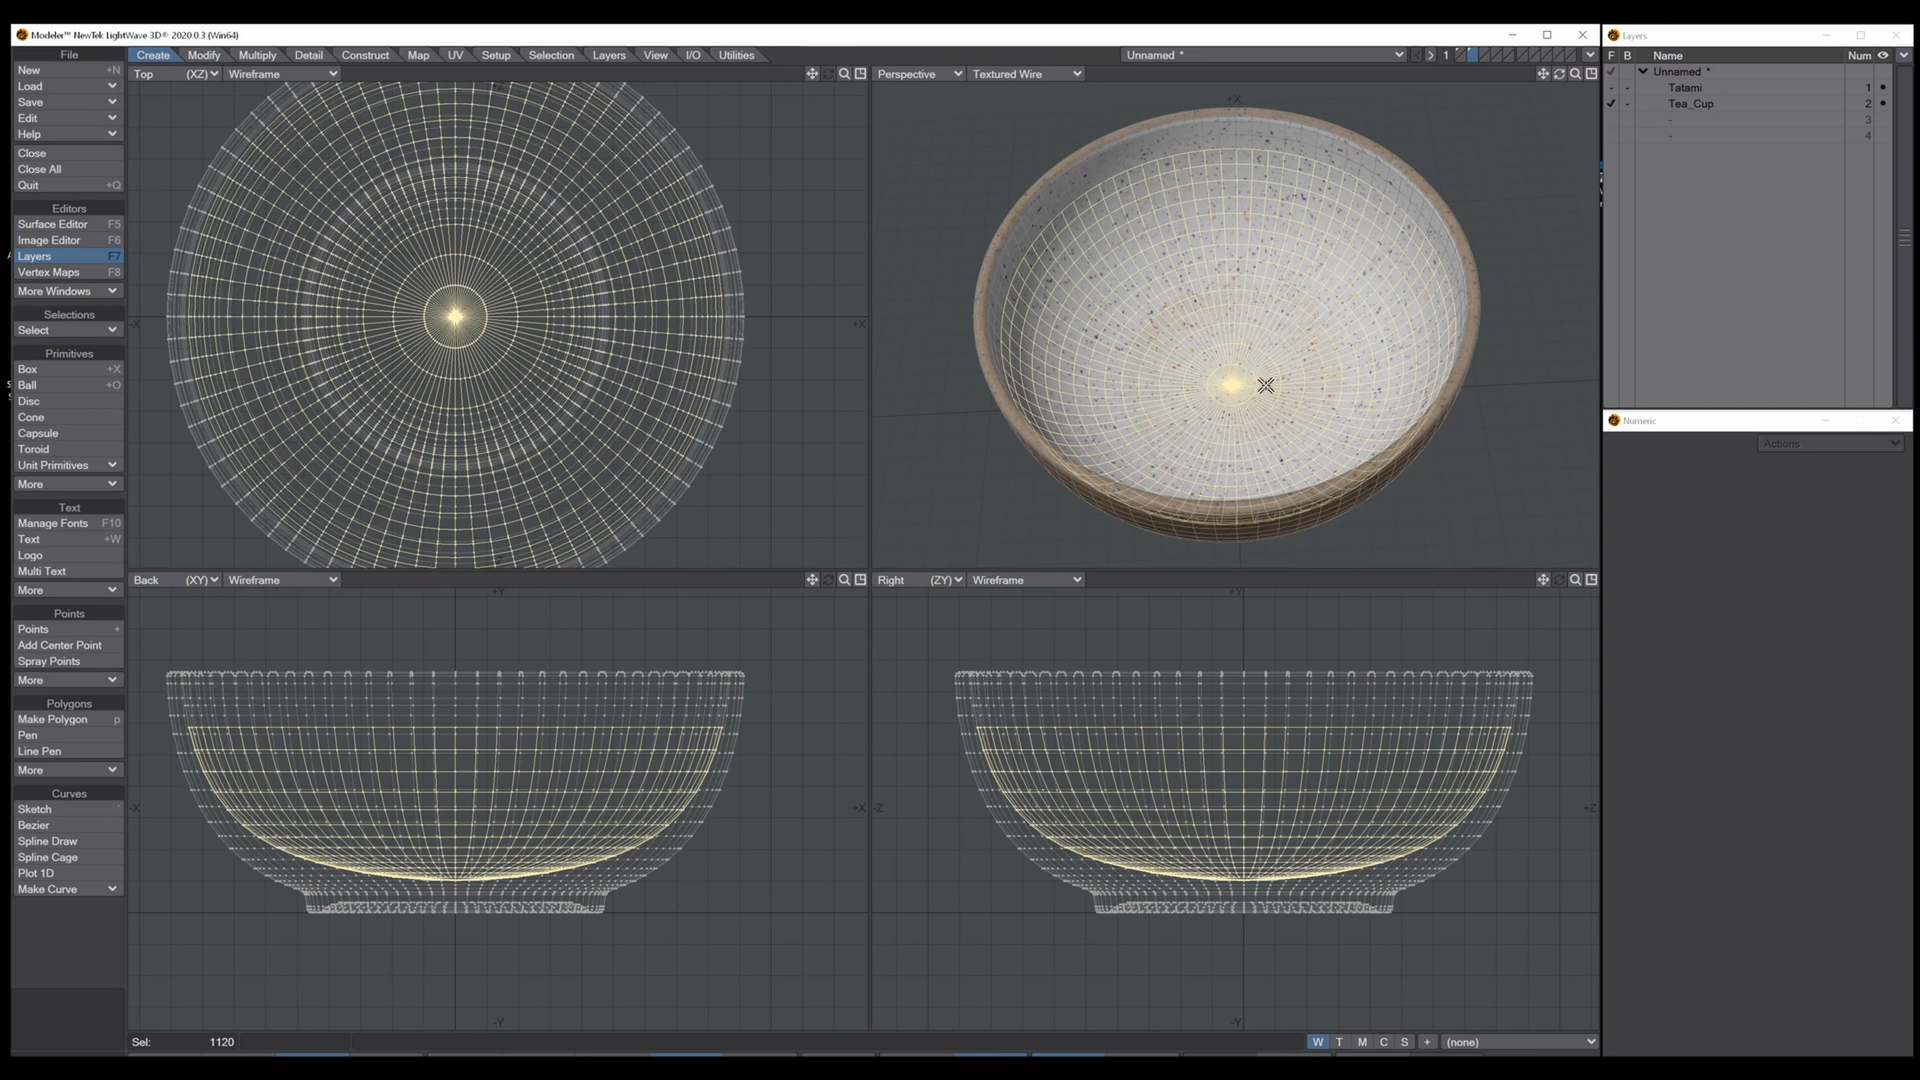 Modeler™ NewTek LightWave 3D® 2020.0.3 (Win64)
File
New +N
Load
Save
Edit
Help
Close
Close All
Quit +Q
Editors
Surface Editor F5
Image Editor F6
Layers F7
Vertex Maps F8
More Windows
Selections
Select
Primitives
Box +X
Ball +O
Disc
Cone
Capsule
Toroid
Unit Primitives
More
Text
Manage Fonts F10
Text +W
Logo
Multi Text
More
Points
Points +
Add Center Point
Spray Points
More
Polygons
Make Polygon p
Pen
Line Pen
More
Curves
Sketch `
Bezier
Spline Draw
Spline Cage
Plot 1D
Make Curve
Create Modify Multiply Detail Construct Map UV Setup Selection Layers View I/O Utilities
Unnamed * 1
Top (XZ) Wireframe
-X +X
Perspective Textured Wire
+X
Back (XY) Wireframe
+Y
-X +X
-Y
Right (ZY) Wireframe
+Y
-Z +Z
-Y
Sel: 1120
W T M C S + (none)
Layers
F B Name Num
Unnamed *
Tatami 1
Tea_Cup 2
- 3
- 4
Numeric
Actions